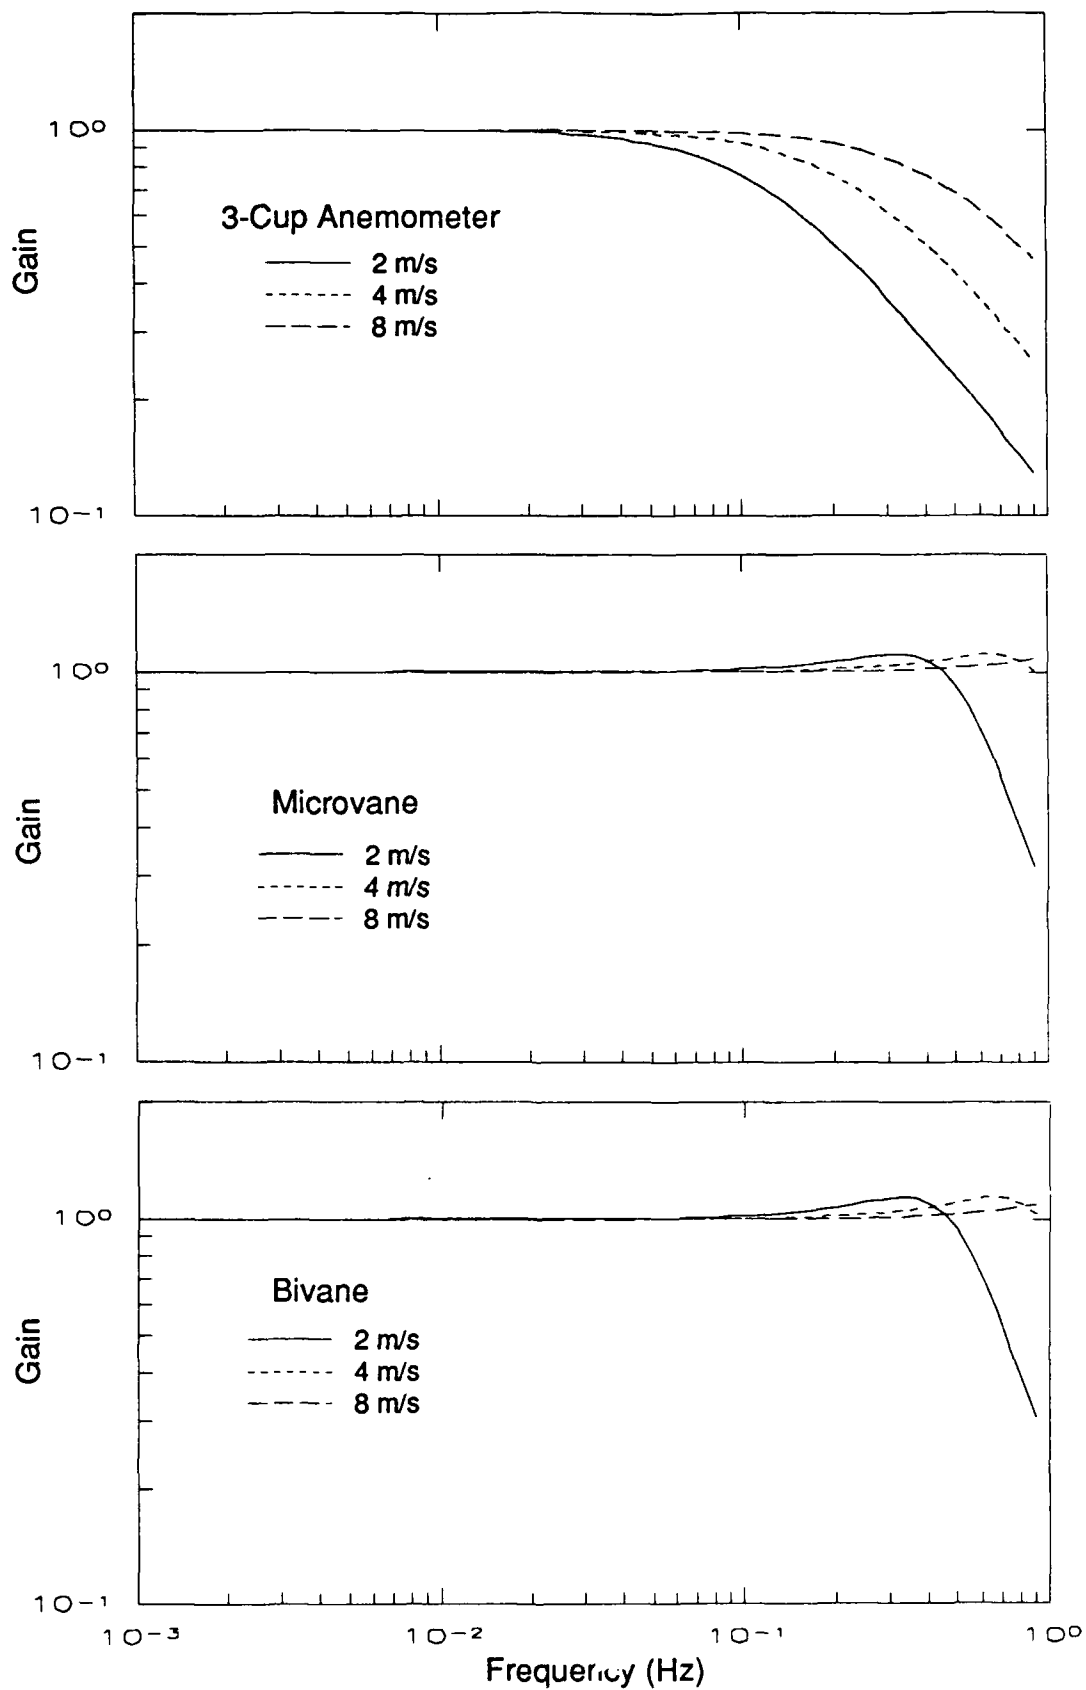 10⁰
3-Cup Anemometer
2 m/s
4 m/s
8 m/s
Gain
10⁻¹
10⁰
Microvane
2 m/s
4 m/s
8 m/s
Gain
10⁻¹
10⁰
Bivane
2 m/s
4 m/s
8 m/s
Gain
10⁻¹
10⁻³ 10⁻² 10⁻¹ 10⁰
Frequency (Hz)